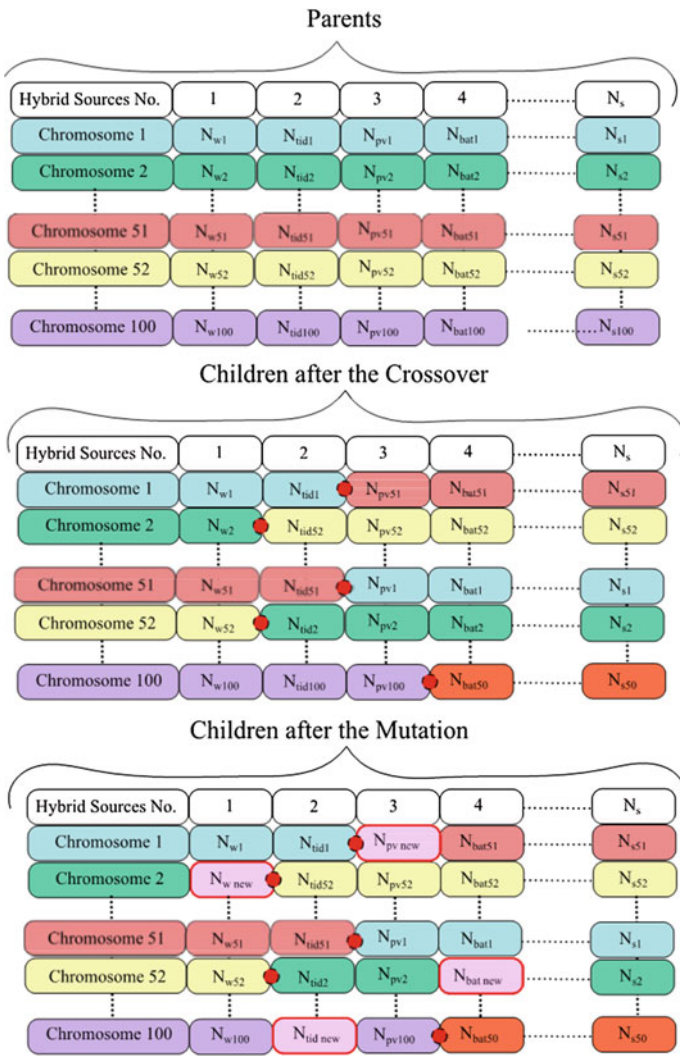 Parents
Hybrid Sources No. 1 2 3 4 Ns
Chromosome 1 Nw1 Ntid1 Npv1 Nbat1 Ns1
Chromosome 2 Nw2 Ntid2 Npv2 Nbat2 Ns2
Chromosome 51 Nw51 Ntid51 Npv51 Nbat51 Ns51
Chromosome 52 Nw52 Ntid52 Npv52 Nbat52 Ns52
Chromosome 100 Nw100 Ntid100 Npv100 Nbat100 Ns100
Children after the Crossover
Hybrid Sources No. 1 2 3 4 Ns
Chromosome 1 Nw1 Ntid1 Npv51 Nbat51 Ns51
Chromosome 2 Nw2 Ntid52 Npv52 Nbat52 Ns52
Chromosome 51 Nw51 Ntid51 Npv1 Nbat1 Ns1
Chromosome 52 Nw52 Ntid2 Npv2 Nbat2 Ns2
Chromosome 100 Nw100 Ntid100 Npv100 Nbat50 Ns50
Children after the Mutation
Hybrid Sources No. 1 2 3 4 Ns
Chromosome 1 Nw1 Ntid1 Npv new Nbat51 Ns51
Chromosome 2 Nw new Ntid52 Npv52 Nbat52 Ns52
Chromosome 51 Nw51 Ntid51 Npv1 Nbat1 Ns1
Chromosome 52 Nw52 Ntid2 Npv2 Nbat new Ns2
Chromosome 100 Nw100 Ntid new Npv100 Nbat50 Ns50